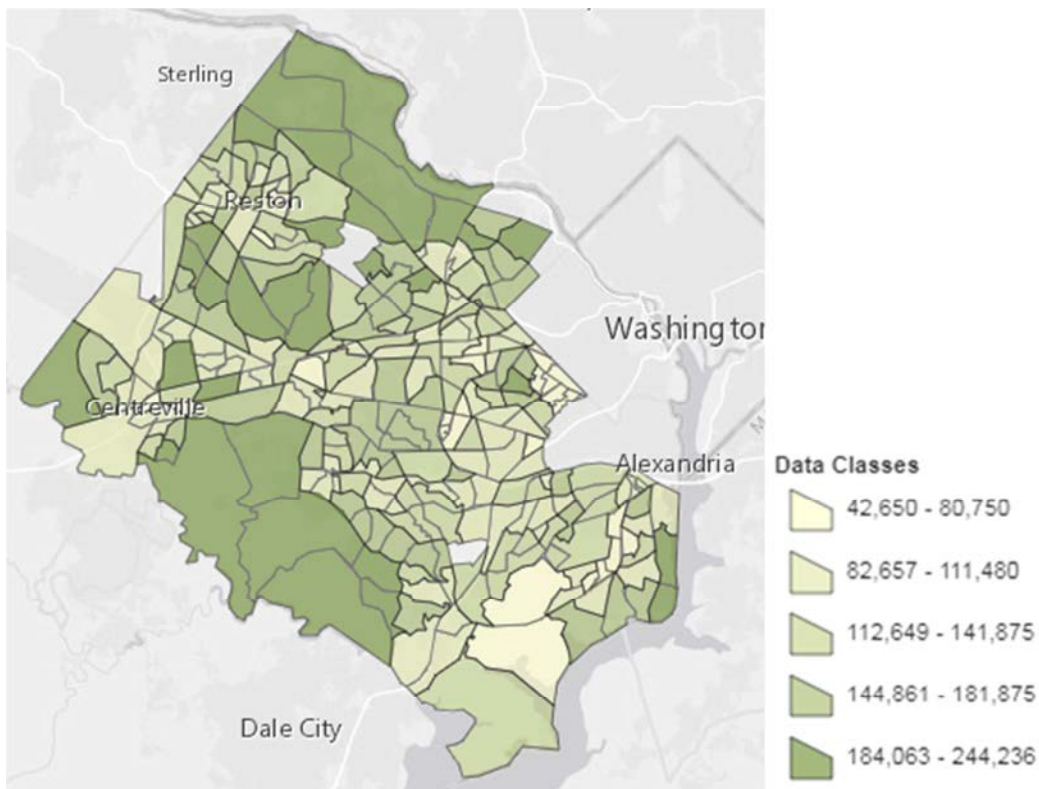 Sterling
Reston
Washington
Centreville
Alexandria
Dale City
Data Classes
42,650 - 80,750
82,657 - 111,480
112,649 - 141,875
144,861 - 181,875
184,063 - 244,236